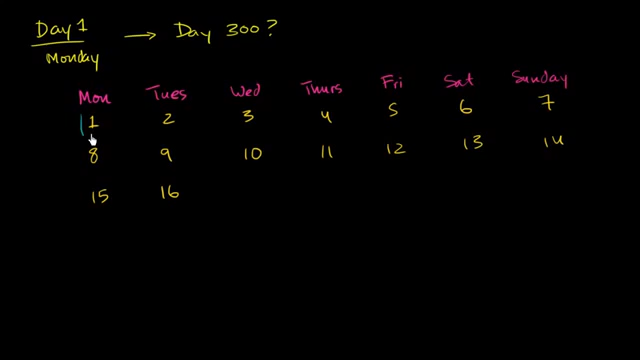 Day 1 → Day 300?
Monday
Mon Tues Wed Thurs Fri Sat Sunday
1 2 3 4 5 6 7
8 9 10 11 12 13 14
15 16